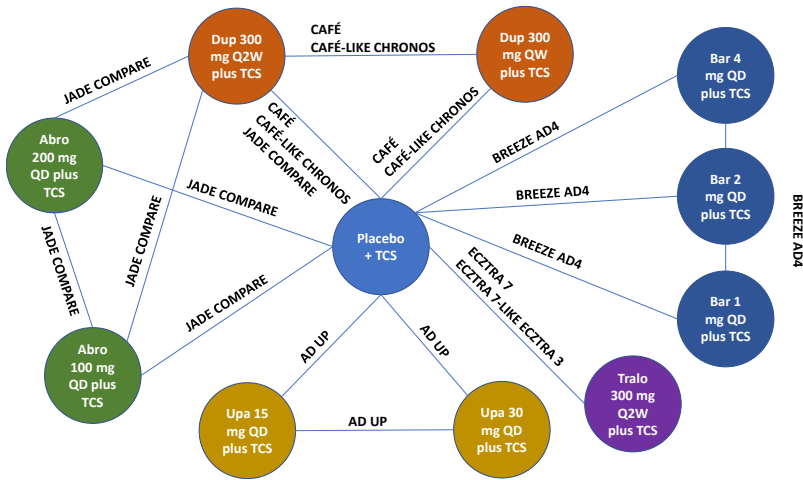 Dup 300
mg Q2W
plus TCS
CAFÉ
CAFÉ-LIKE CHRONOS
Dup 300
mg QW
plus TCS
Bar 4
mg QD
plus TCS
JADE COMPARE
Abro
200 mg
QD plus
TCS
CAFÉ
CAFÉ-LIKE CHRONOS
JADE COMPARE
CAFÉ
CAFÉ-LIKE CHRONOS
BREEZE AD4
JADE COMPARE
BREEZE AD4
Bar 2
mg QD
plus TCS
BREEZE AD4
JADE COMPARE
JADE COMPARE
Placebo
+ TCS
BREEZE AD4
JADE COMPARE
ECZTRA 7
ECZTRA 7-LIKE ECZTRA 3
Bar 1
mg QD
plus TCS
Abro
100 mg
QD plus
TCS
AD UP
AD UP
Tralo
300 mg
Q2W
plus TCS
Upa 15
mg QD
plus TCS
AD UP
Upa 30
mg QD
plus TCS